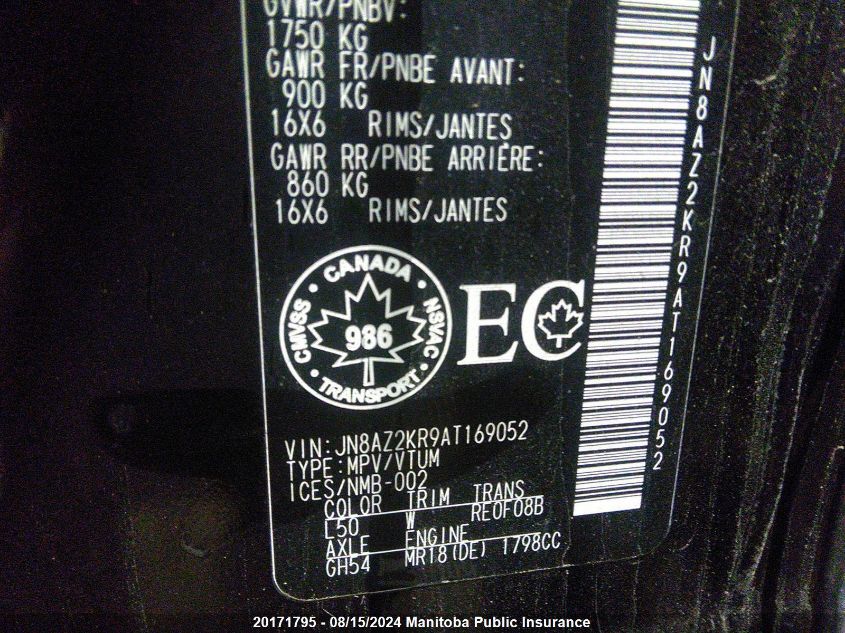 GVWR/PNBV:
1750 KG
GAWR FR/PNBE AVANT:
900 KG
16X6 RIMS/JANTES
GAWR RR/PNBE ARRIÈRE:
860 KG
16X6 RIMS/JANTES
CANADA
CMVSS 986 NSVAC
TRANSPORT
EC
JN8AZ2KR9AT169052
VIN:JN8AZ2KR9AT169052
TYPE:MPV/VTUM
ICES/NMB-002
COLOR TRIM TRANS
L50 W RE0F08B
AXLE ENGINE
GH54 MR18(DE) 1798CC
20171795 - 08/15/2024 Manitoba Public Insurance